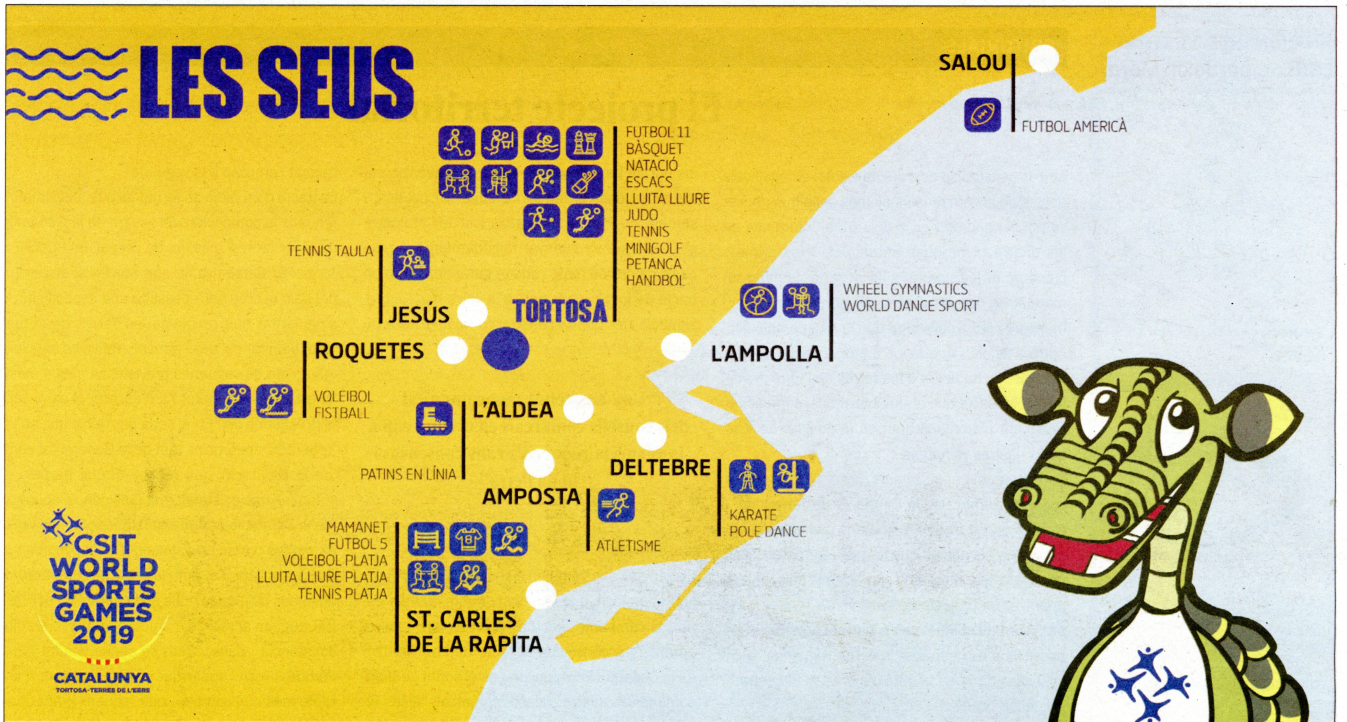 LES SEUS
SALOU
FUTBOL AMERICÀ
FUTBOL 11
BÀSQUET
NATACIÓ
ESCACS
LLUITA LLIURE
JUDO
TENNIS
MINIGOLF
PETANCA
HANDBOL
TORTOSA
TENNIS TAULA
JESÚS
WHEEL GYMNASTICS
WORLD DANCE SPORT
L'AMPOLLA
ROQUETES
VOLEIBOL
FISTBALL
L'ALDEA
PATINS EN LÍNIA
DELTEBRE
KARATE
POLE DANCE
AMPOSTA
ATLETISME
MAMANET
FUTBOL 5
VOLEIBOL PLATJA
LLUITA LLIURE PLATJA
TENNIS PLATJA
8
ST. CARLES
DE LA RÀPITA
CSIT
WORLD
SPORTS
GAMES
2019
CATALUNYA
TORTOSA-TERRES DE L'EBRE